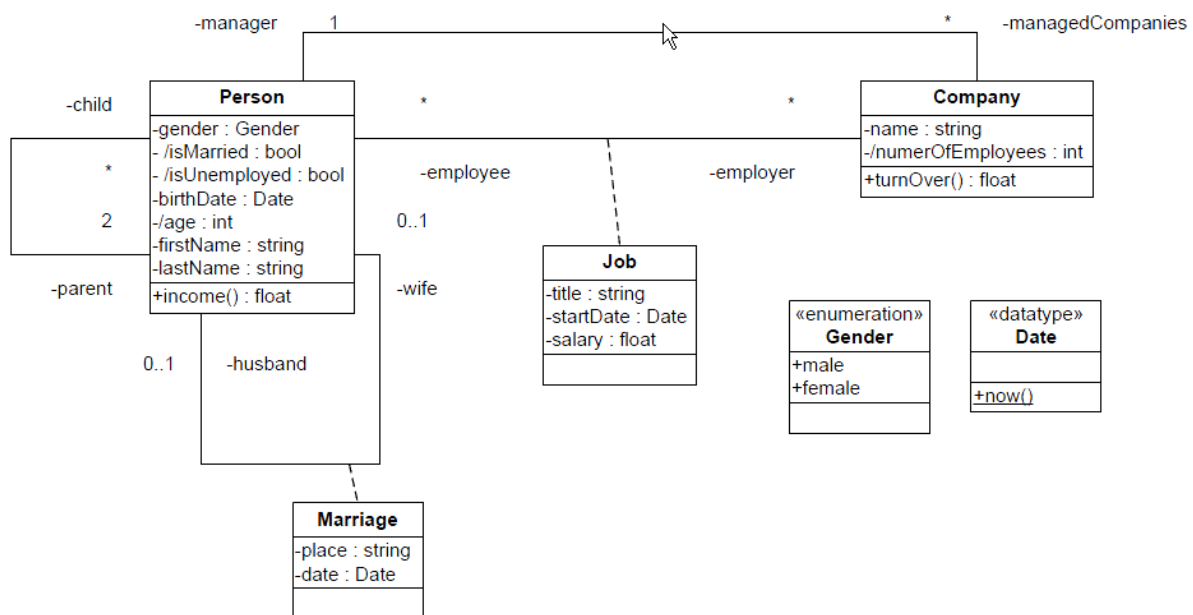 -manager 1 * -managedCompanies
Person
-gender : Gender
- /isMarried : bool
- /isUnemployed : bool
-birthDate : Date
-/age : int
-firstName : string
-lastName : string
+income() : float
Company
-name : string
-/numerOfEmployees : int
+turnOver() : float
-child
*
2
-parent
* *
-employee -employer
0..1
-wife
0..1 -husband
Job
-title : string
-startDate : Date
-salary : float
«enumeration»
Gender
+male
+female
«datatype»
Date
+now()
Marriage
-place : string
-date : Date